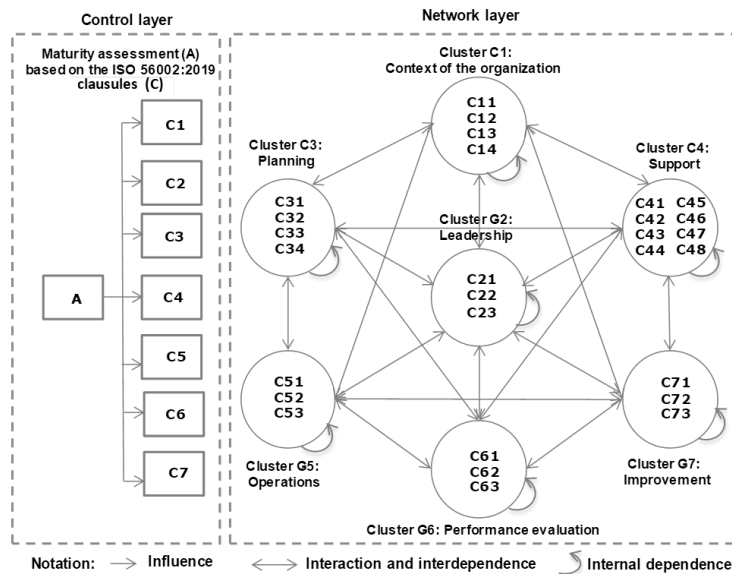 Control layer
Maturity assessment (A)
based on the ISO 56002:2019
clausules (C)
A
C1
C2
C3
C4
C5
C6
C7
Network layer
Cluster C1:
Context of the organization
C11
C12
C13
C14
Cluster C3:
Planning
C31
C32
C33
C34
Cluster C4:
Support
C41 C45
C42 C46
C43 C47
C44 C48
Cluster G2:
Leadership
C21
C22
C23
C51
C52
C53
Cluster G5:
Operations
C61
C62
C63
Cluster G6: Performance evaluation
C71
C72
C73
Cluster G7:
Improvement
Notation: Influence Interaction and interdependence Internal dependence